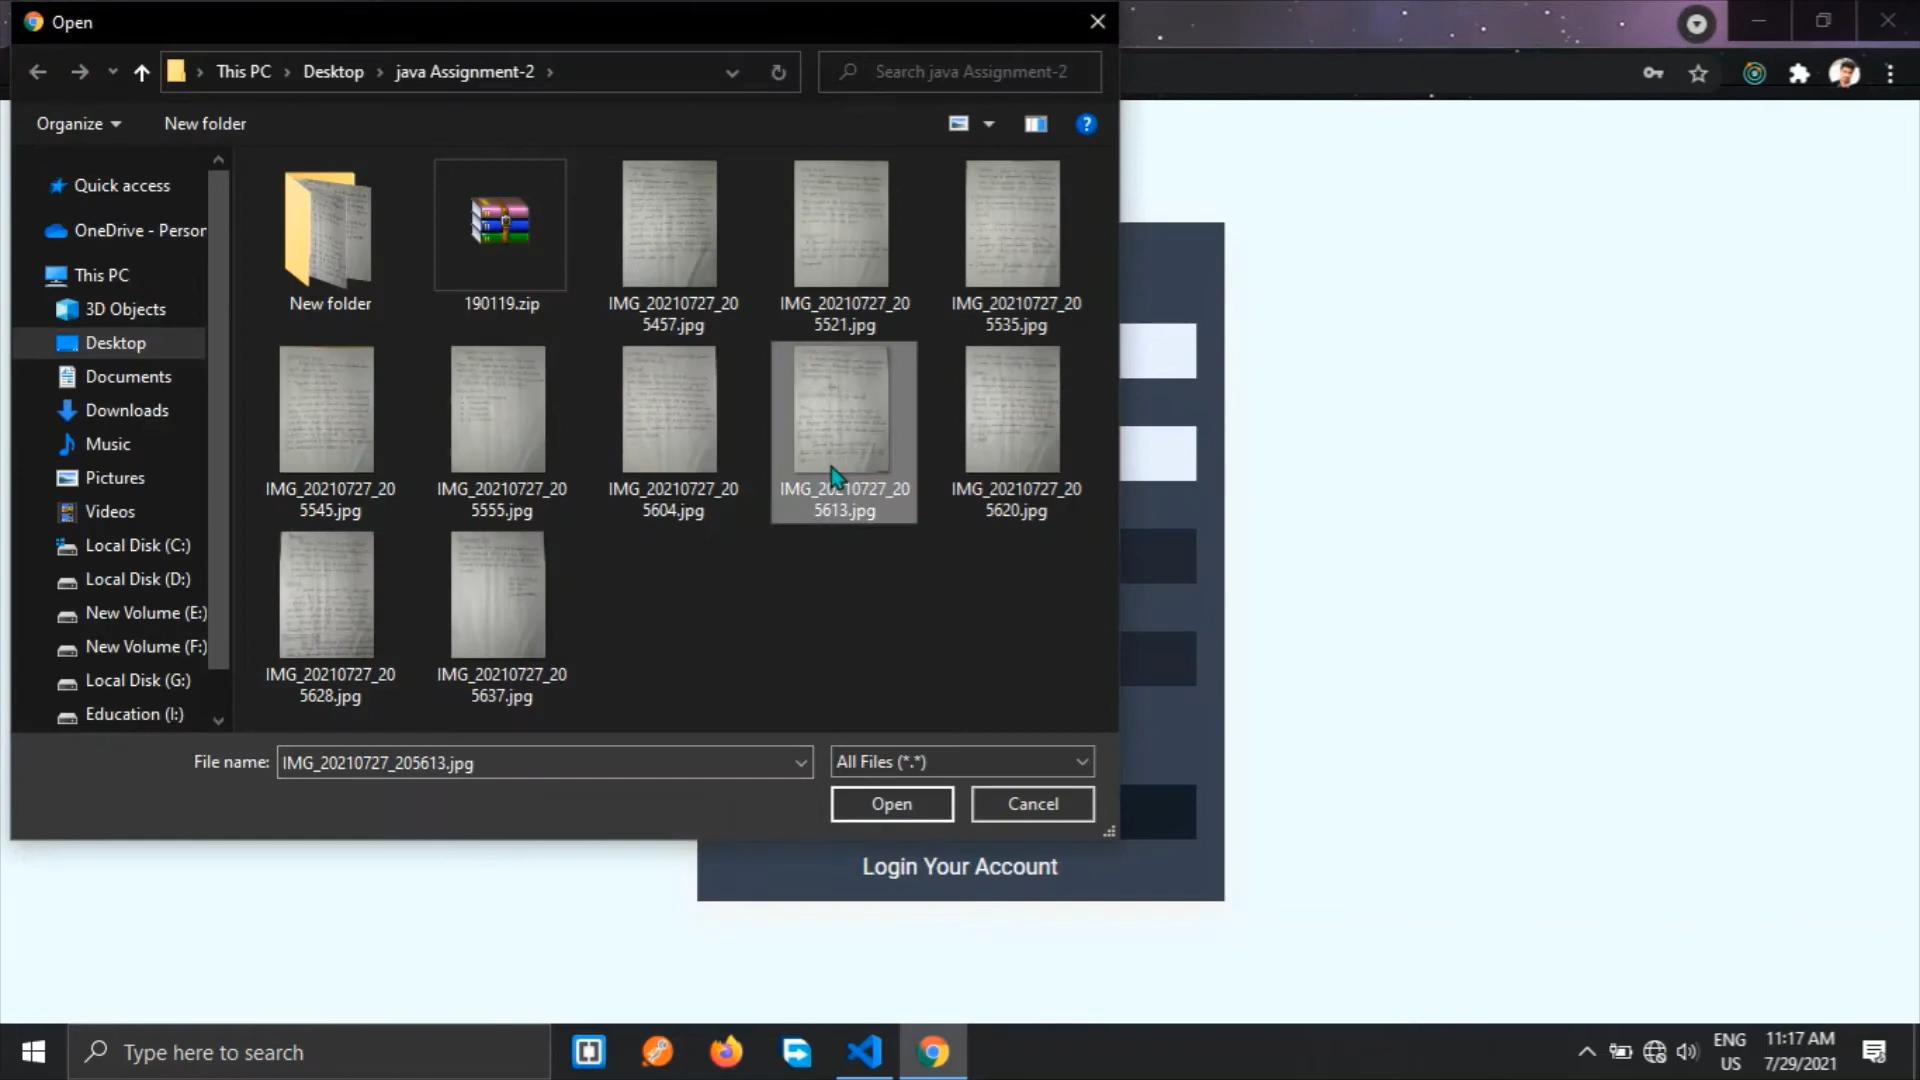 Open
This PC > Desktop > java Assignment-2 >
Search java Assignment-2
Organize
New folder
?
Quick access
OneDrive - Person
This PC
3D Objects
Desktop
Documents
Downloads
Music
Pictures
Videos
Local Disk (C:)
Local Disk (D:)
New Volume (E:)
New Volume (F:)
Local Disk (G:)
Education (I:)
New folder
190119.zip
IMG_20210727_20
5457.jpg
IMG_20210727_20
5521.jpg
IMG_20210727_20
5535.jpg
IMG_20210727_20
5545.jpg
IMG_20210727_20
5555.jpg
IMG_20210727_20
5604.jpg
IMG_20210727_20
5613.jpg
IMG_20210727_20
5620.jpg
IMG_20210727_20
5628.jpg
IMG_20210727_20
5637.jpg
File name: IMG_20210727_205613.jpg
All Files (*.*)
Open
Cancel
Login Your Account
Type here to search
ENG
US
11:17 AM
7/29/2021